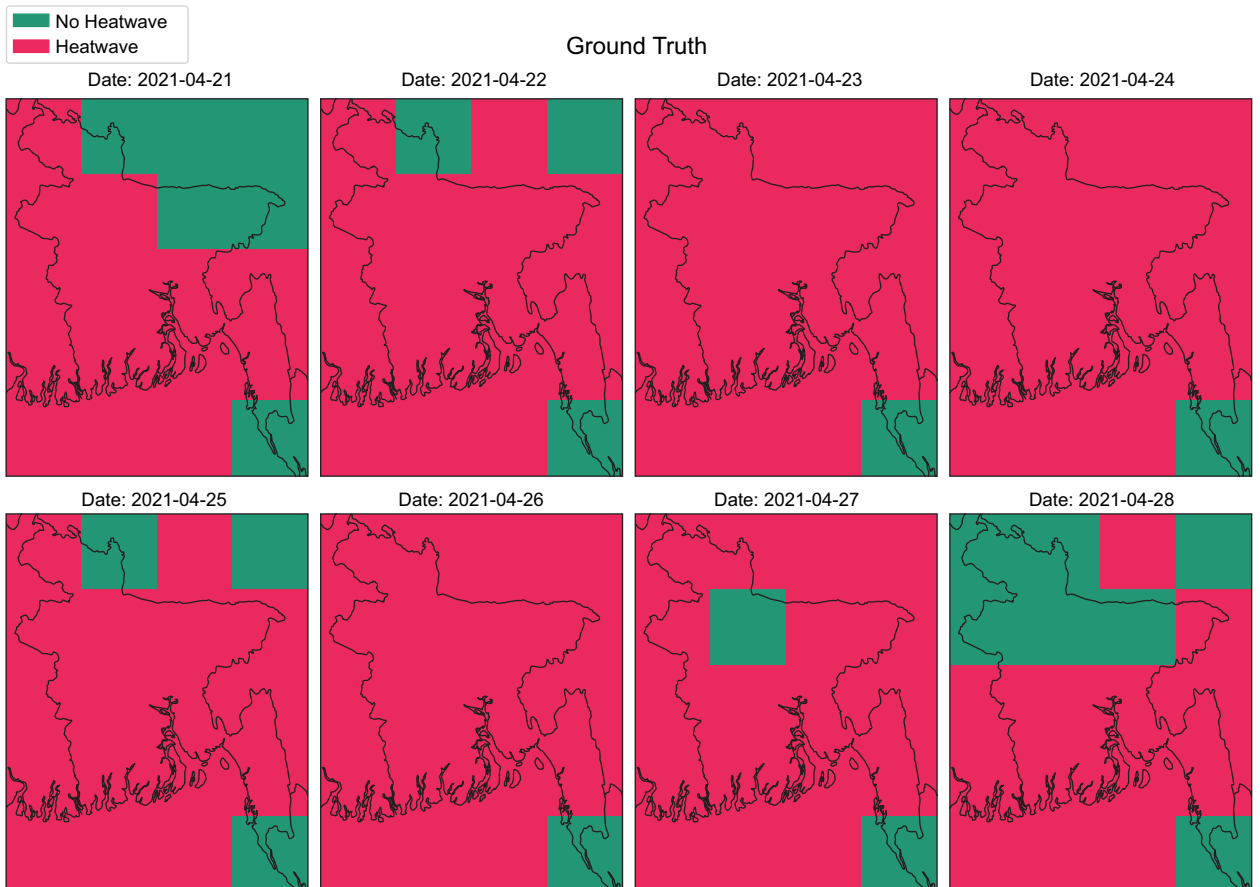 No Heatwave
Heatwave
Ground Truth
Date: 2021-04-21
Date: 2021-04-22
Date: 2021-04-23
Date: 2021-04-24
Date: 2021-04-25
Date: 2021-04-26
Date: 2021-04-27
Date: 2021-04-28